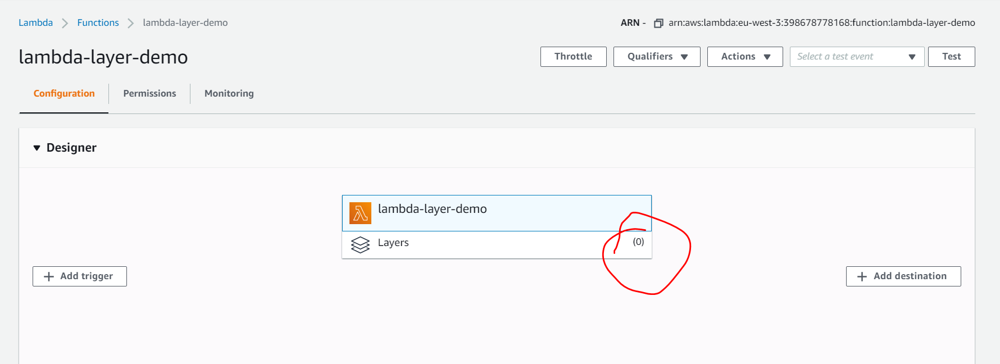 Lambda > Functions > lambda-layer-demo ARN - arn:aws:lambda:eu-west-3:398678778168:function:lambda-layer-demo
lambda-layer-demo Throttle Qualifiers Actions Select a test event Test
Configuration Permissions Monitoring
Designer
lambda-layer-demo
Layers (0)
+ Add trigger + Add destination